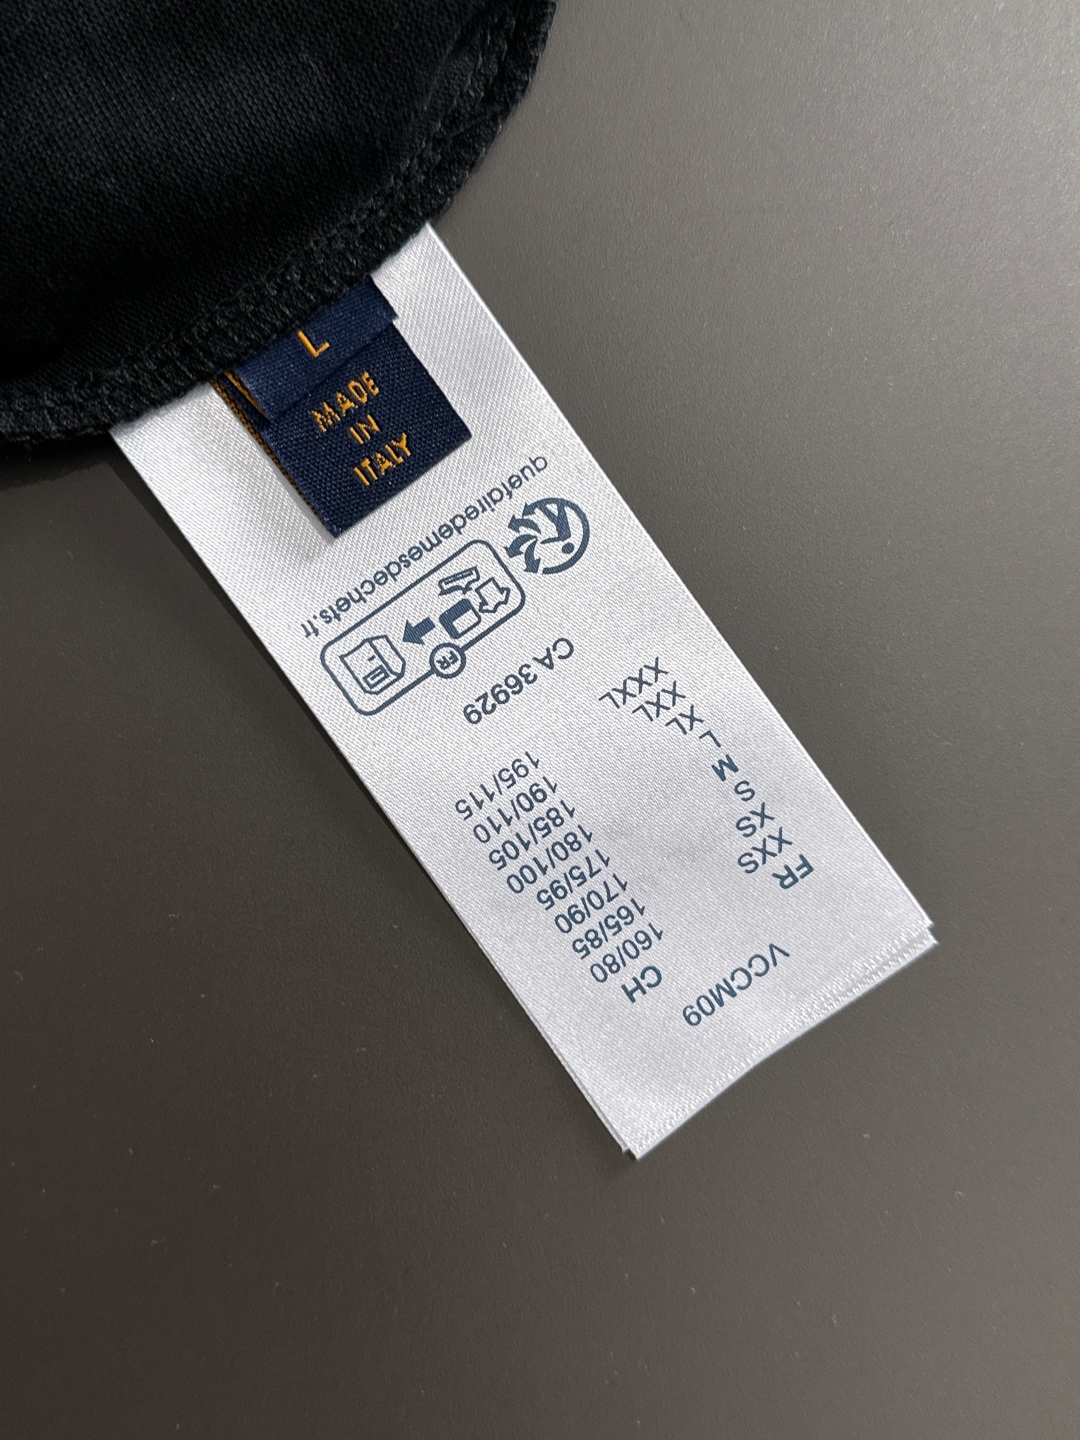 L
MADE
IN
ITALY
VCCM09
FR CH
XXS 160/80
XS 165/85
S 170/90
M 175/95
L 180/100
XL 185/105
XXL 190/110
XXXL 195/115
CA 36929
FR
quefairedemesdechets.fr